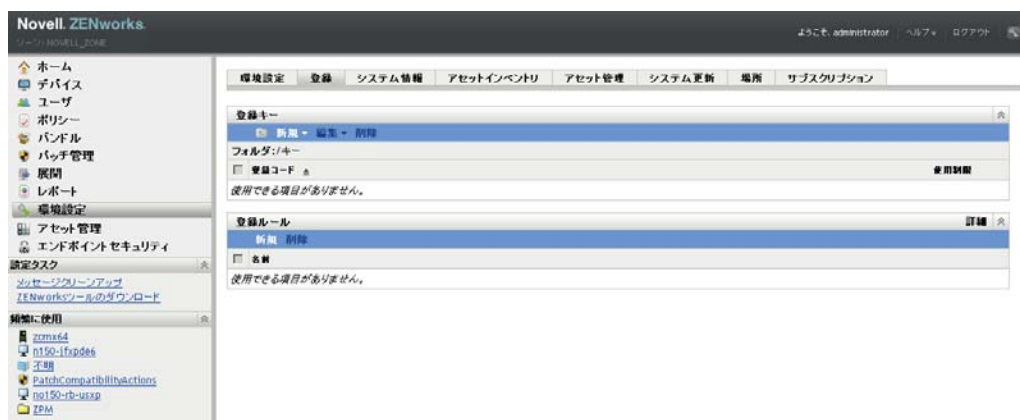 Novell. ZENworks.
ゾーン: NOVELL_ZONE
ようこそ, administrator ヘルプ ログアウト
ホーム
デバイス
ユーザ
ポリシー
バンドル
パッチ管理
展開
レポート
環境設定
アセット管理
エンドポイントセキュリティ
設定タスク
メッセージクリーンアップ
ZENworksツールのダウンロード
頻繁に使用
zcmx64
n150-jfxpde6
不明
PatchCompatibilityActions
no150-rb-usxp
ZPM
環境設定 登録 システム情報 アセットインベントリ アセット管理 システム更新 場所 サブスクリプション
登録キー
新規 編集 削除
フォルダ:/キー
登録コード 使用制限
使用できる項目がありません。
登録ルール 詳細
新規 削除
名前
使用できる項目がありません。